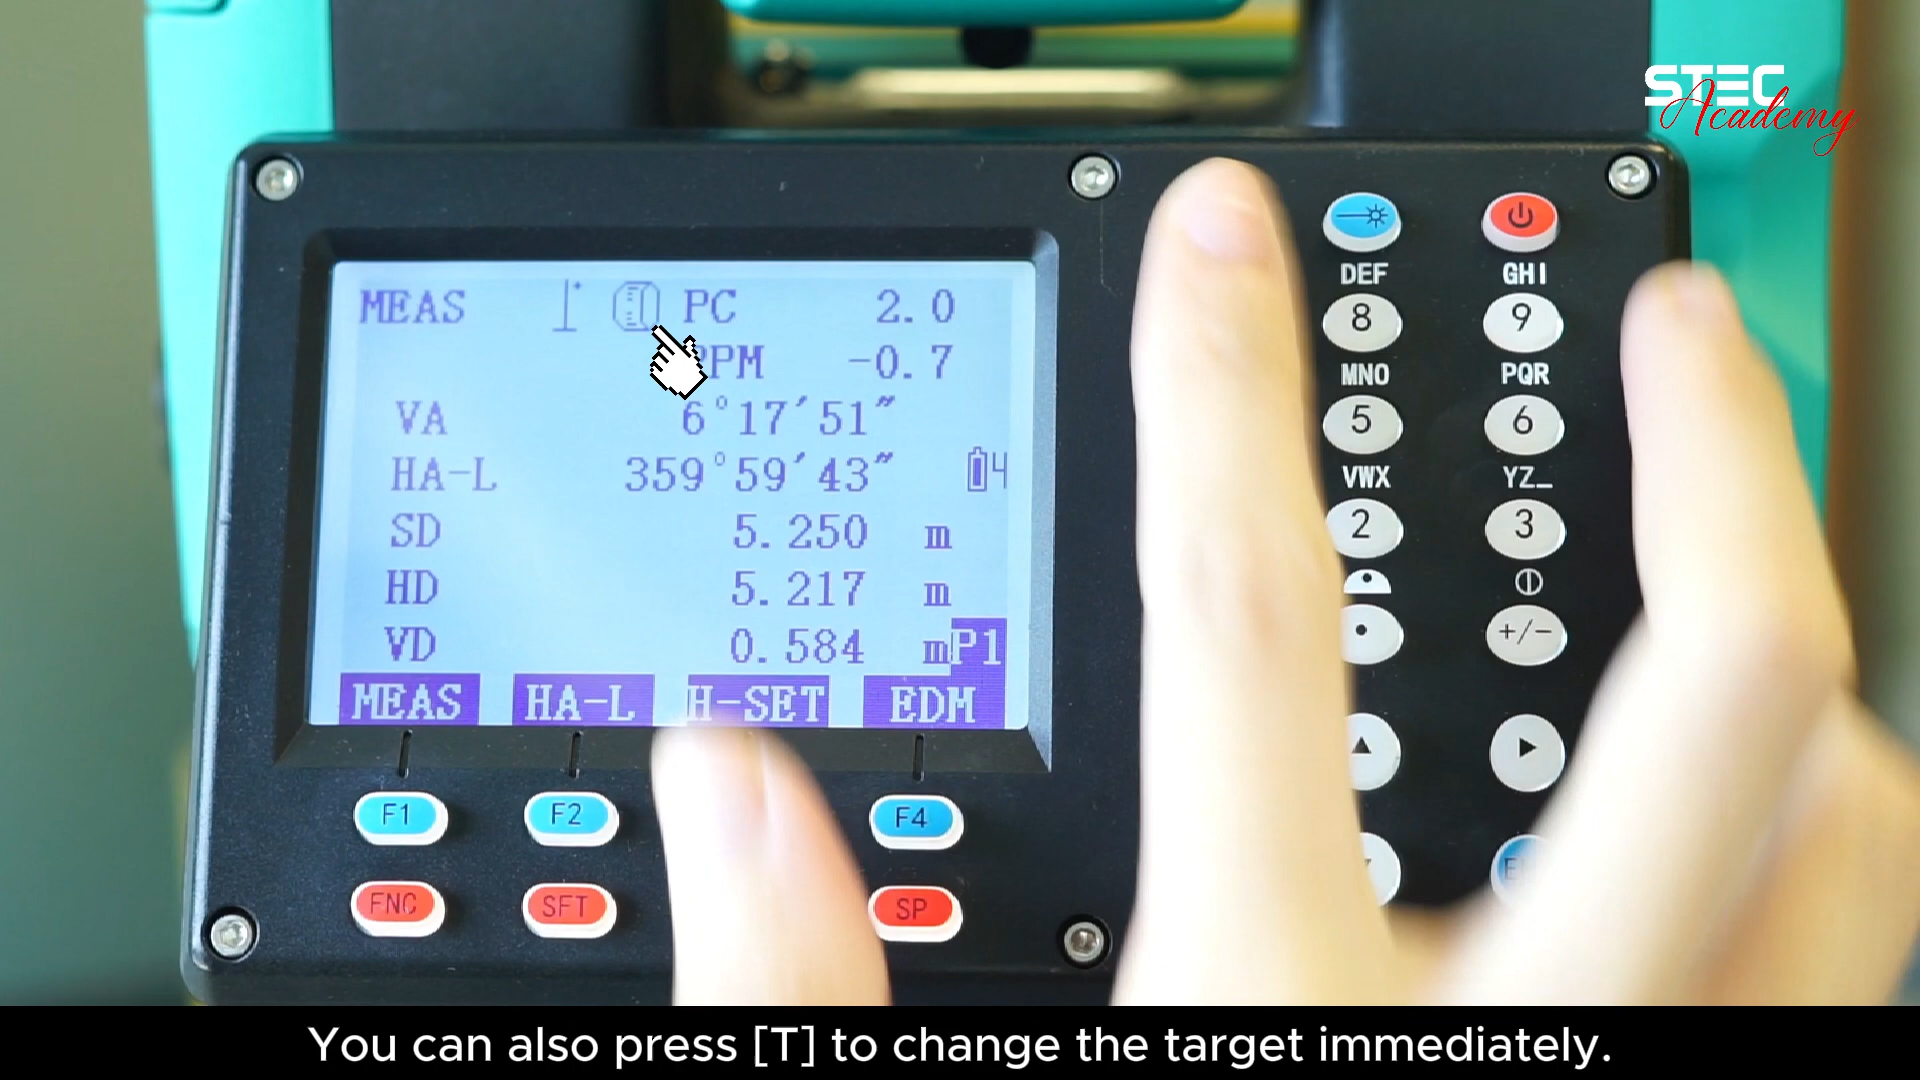 STEC
Academy
MEAS PC 2.0
PPM -0.7
VA 6°17′51″
HA-L 359°59′43″ 4
SD 5.250 m
HD 5.217 m
VD 0.584 m P1
MEAS HA-L H-SET EDM
F1 F2 F4
FNC SFT SP
DEF GHI
8 9
MNO PQR
5 6
VWX YZ_
2 3
+/-
You can also press [T] to change the target immediately.